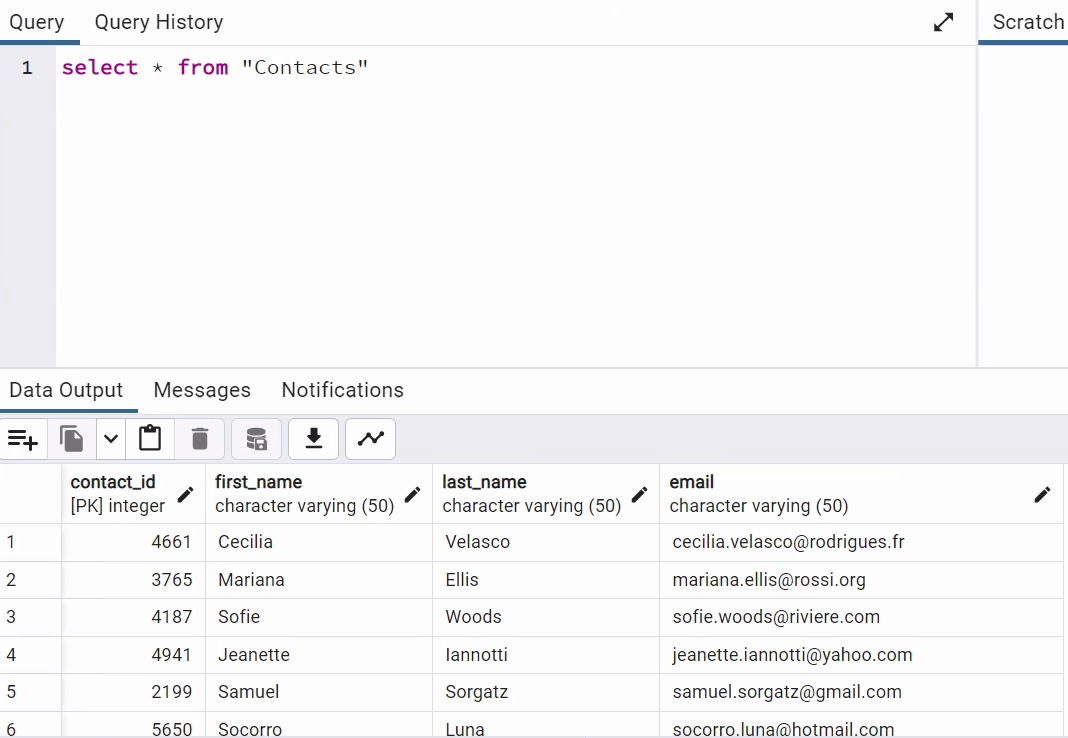 Query Query History Scratch
1 select * from "Contacts"
Data Output Messages Notifications
contact_id first_name last_name email
[PK] integer character varying (50) character varying (50) character varying (50)
1 4661 Cecilia Velasco cecilia.velasco@rodrigues.fr
2 3765 Mariana Ellis mariana.ellis@rossi.org
3 4187 Sofie Woods sofie.woods@riviere.com
4 4941 Jeanette Iannotti jeanette.iannotti@yahoo.com
5 2199 Samuel Sorgatz samuel.sorgatz@gmail.com
6 5650 Socorro Luna socorro.luna@hotmail.com